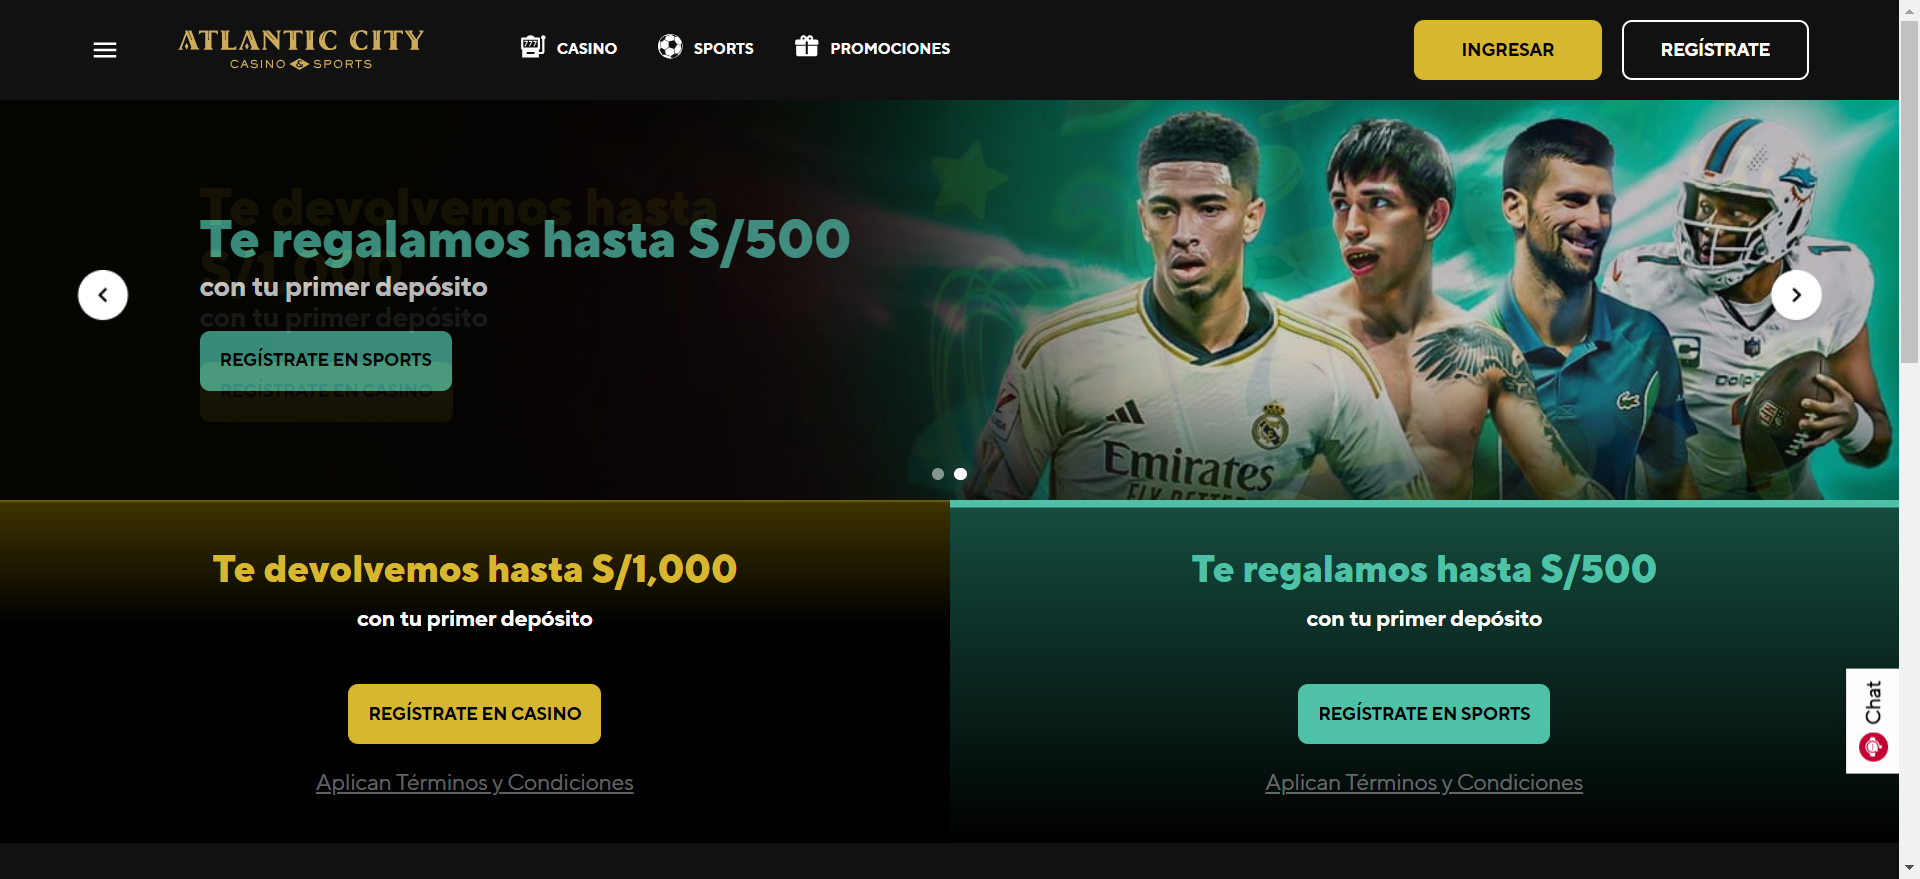 ATLANTIC CITY
CASINO & SPORTS
CASINO
SPORTS
PROMOCIONES
INGRESAR
REGÍSTRATE
Te devolvemos hasta
S/1,000
con tu primer depósito
REGÍSTRATE EN CASINO
Te regalamos hasta S/500
con tu primer depósito
REGÍSTRATE EN SPORTS
Emirates
FLY BETTER
C
Te devolvemos hasta S/1,000
con tu primer depósito
REGÍSTRATE EN CASINO
Aplican Términos y Condiciones
Te regalamos hasta S/500
con tu primer depósito
REGÍSTRATE EN SPORTS
Aplican Términos y Condiciones
Chat